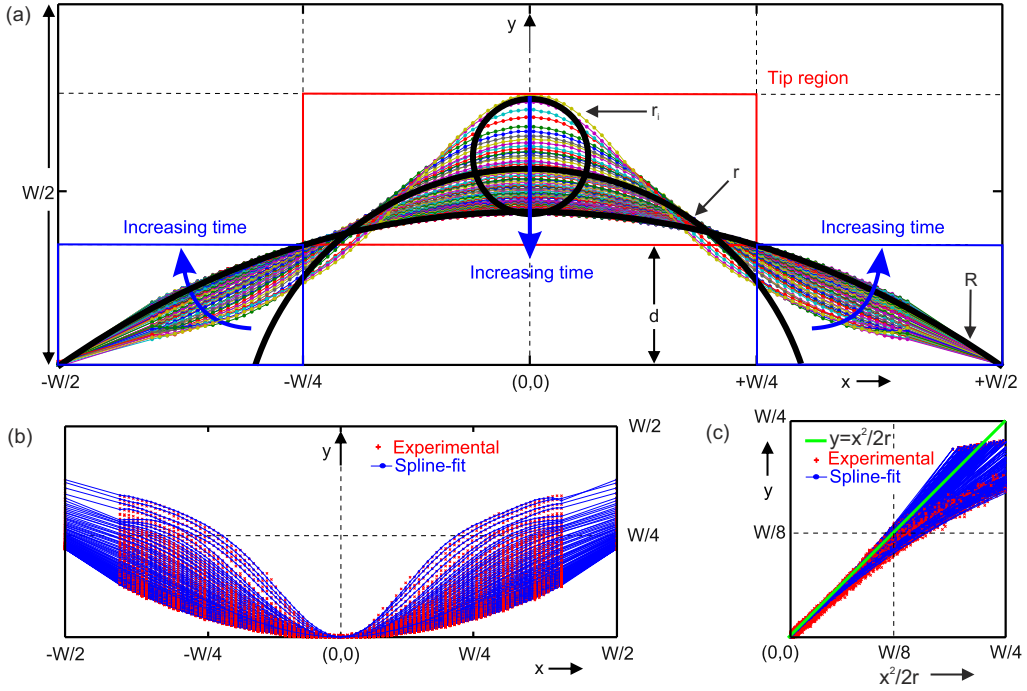 (a)
y
Tip region
r_i
r
W/2
Increasing time
Increasing time
Increasing time
d
R
-W/2
-W/4
(0,0)
+W/4
x
+W/2
(b)
y
Experimental
Spline-fit
W/2
W/4
-W/2
-W/4
(0,0)
W/4
x
W/2
(c)
W/4
y=x²/2r
Experimental
Spline-fit
y
W/8
(0,0)
W/8
W/4
x²/2r